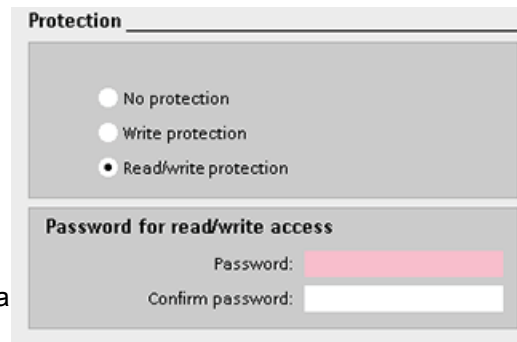 Protection
No protection
Write protection
Read/write protection
Password for read/write access
Password:
a
Confirm password: